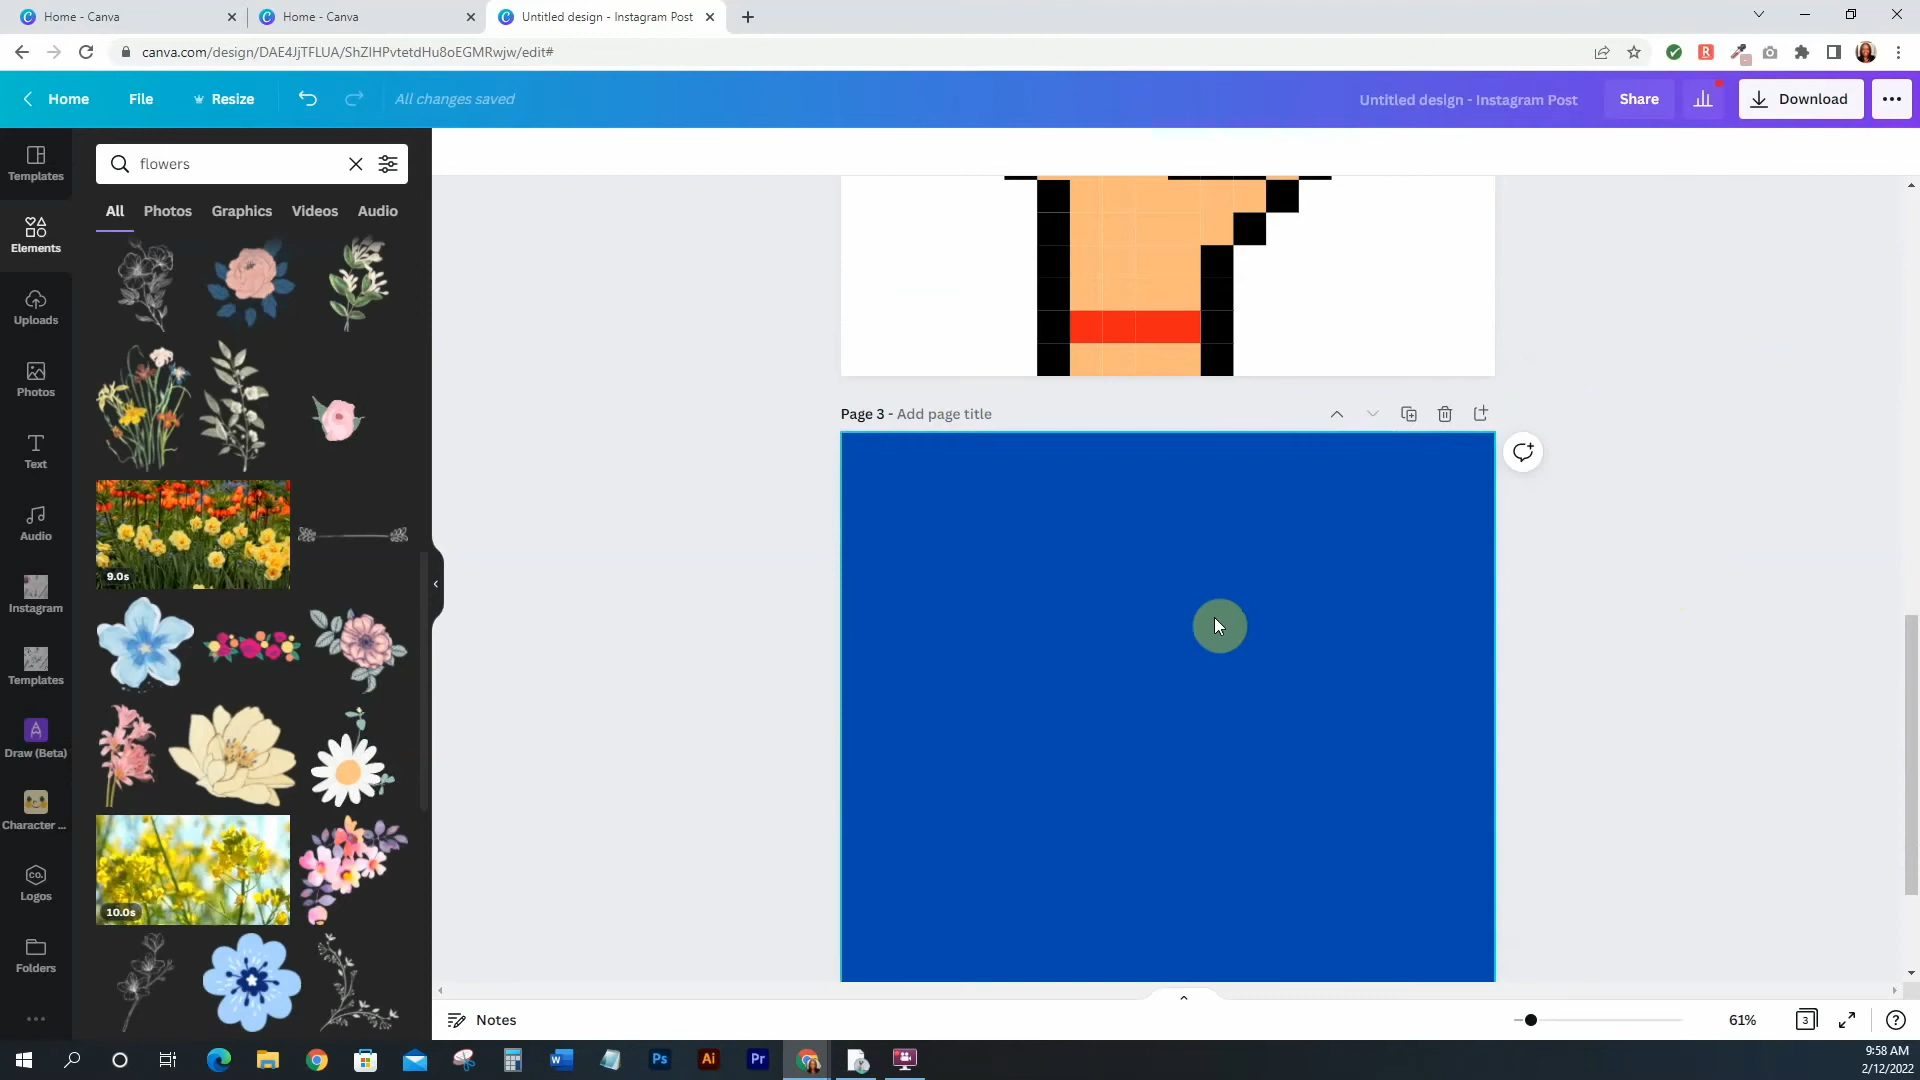 Home - Canva
Home - Canva
Untitled design - Instagram Post
canva.com/design/DAE4JjTFLUA/ShZIHPvtetdHu8oEGMRwjw/edit#
Home
File
Resize
All changes saved
Untitled design - Instagram Post
Share
Download
Templates
Elements
Uploads
Photos
Text
Audio
Instagram
Templates
Draw (Beta)
Character ...
Logos
Folders
flowers
All
Photos
Graphics
Videos
Audio
9.0s
10.0s
Page 3 - Add page title
Notes
61%
3
9:58 AM
2/12/2022